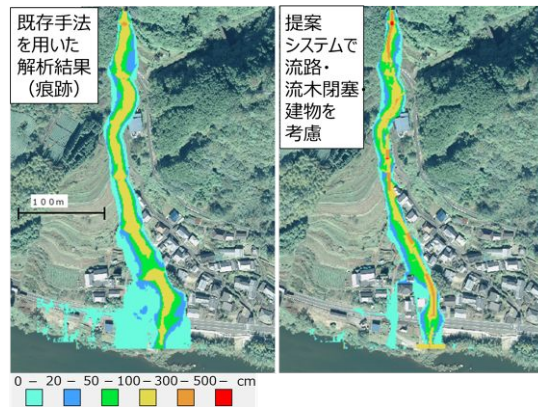 既存手法
を用いた
解析結果
(痕跡)
提案
システムで
流路・
流木閉塞・
建物を
考慮
100m
0 – 20 – 50 –100–300–500– cm